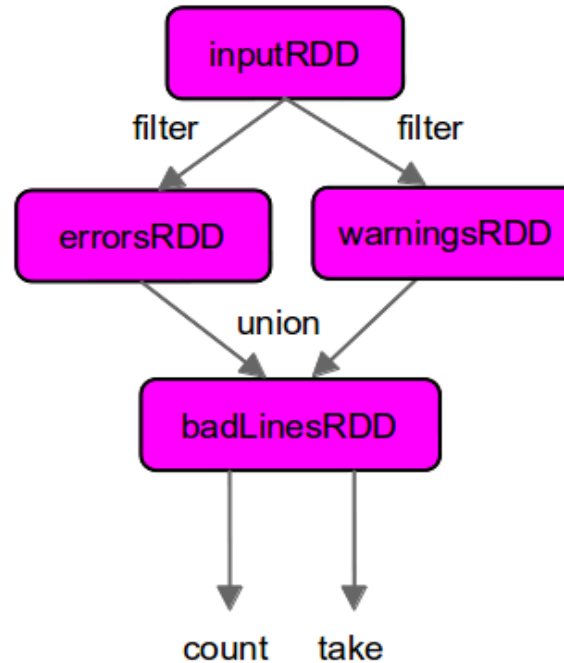 inputRDD
filter
filter
errorsRDD
warningsRDD
union
badLinesRDD
count
take